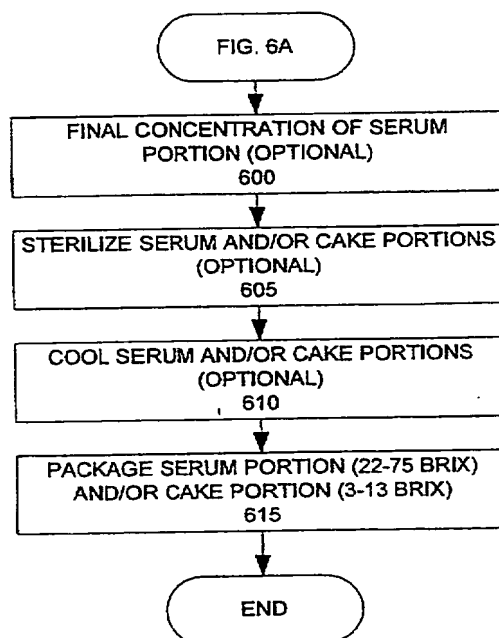 FIG. 6A
FINAL CONCENTRATION OF SERUM
PORTION (OPTIONAL)
600
STERILIZE SERUM AND/OR CAKE PORTIONS
(OPTIONAL)
605
COOL SERUM AND/OR CAKE PORTIONS
(OPTIONAL)
610
PACKAGE SERUM PORTION (22-75 BRIX)
AND/OR CAKE PORTION (3-13 BRIX)
615
END